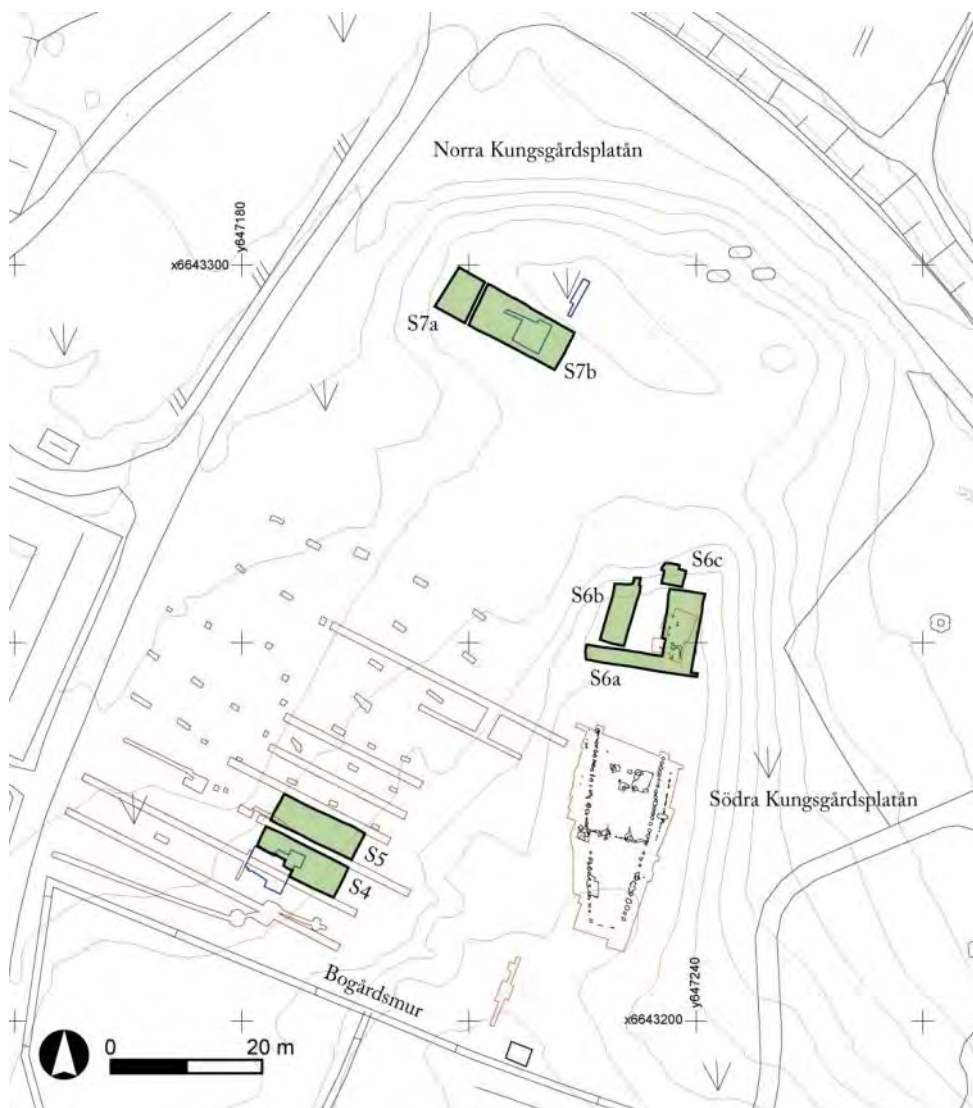 Norra Kungsgårdsplatån
y647180
x6643300
S7a
S7b
S6c
S6b
S6a
Södra Kungsgårdsplatån
S5
S4
Bogårdsmur
y647240
x6643200
0 20 m